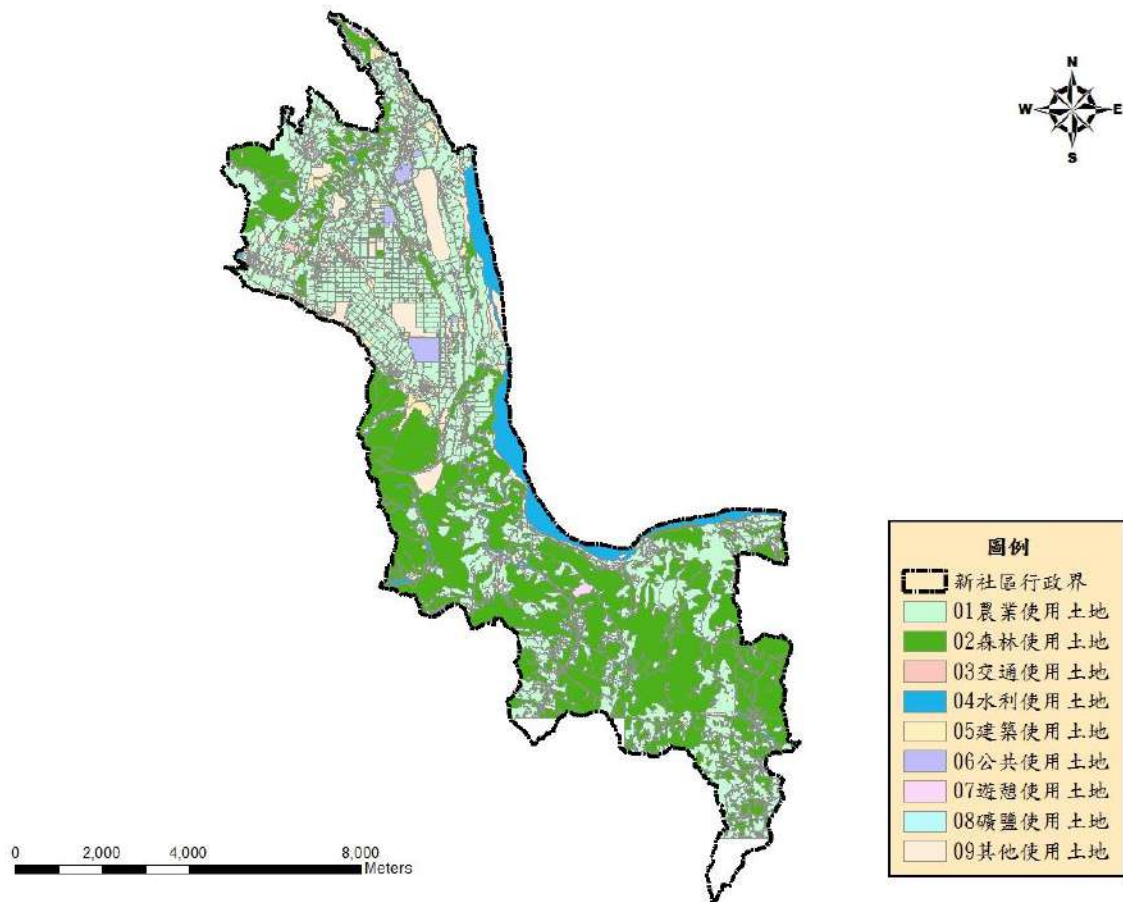 N
W E
S
圖例
新社區行政界
01農業使用土地
02森林使用土地
03交通使用土地
04水利使用土地
05建築使用土地
06公共使用土地
07遊憩使用土地
08礦鹽使用土地
09其他使用土地
0 2,000 4,000 8,000
Meters